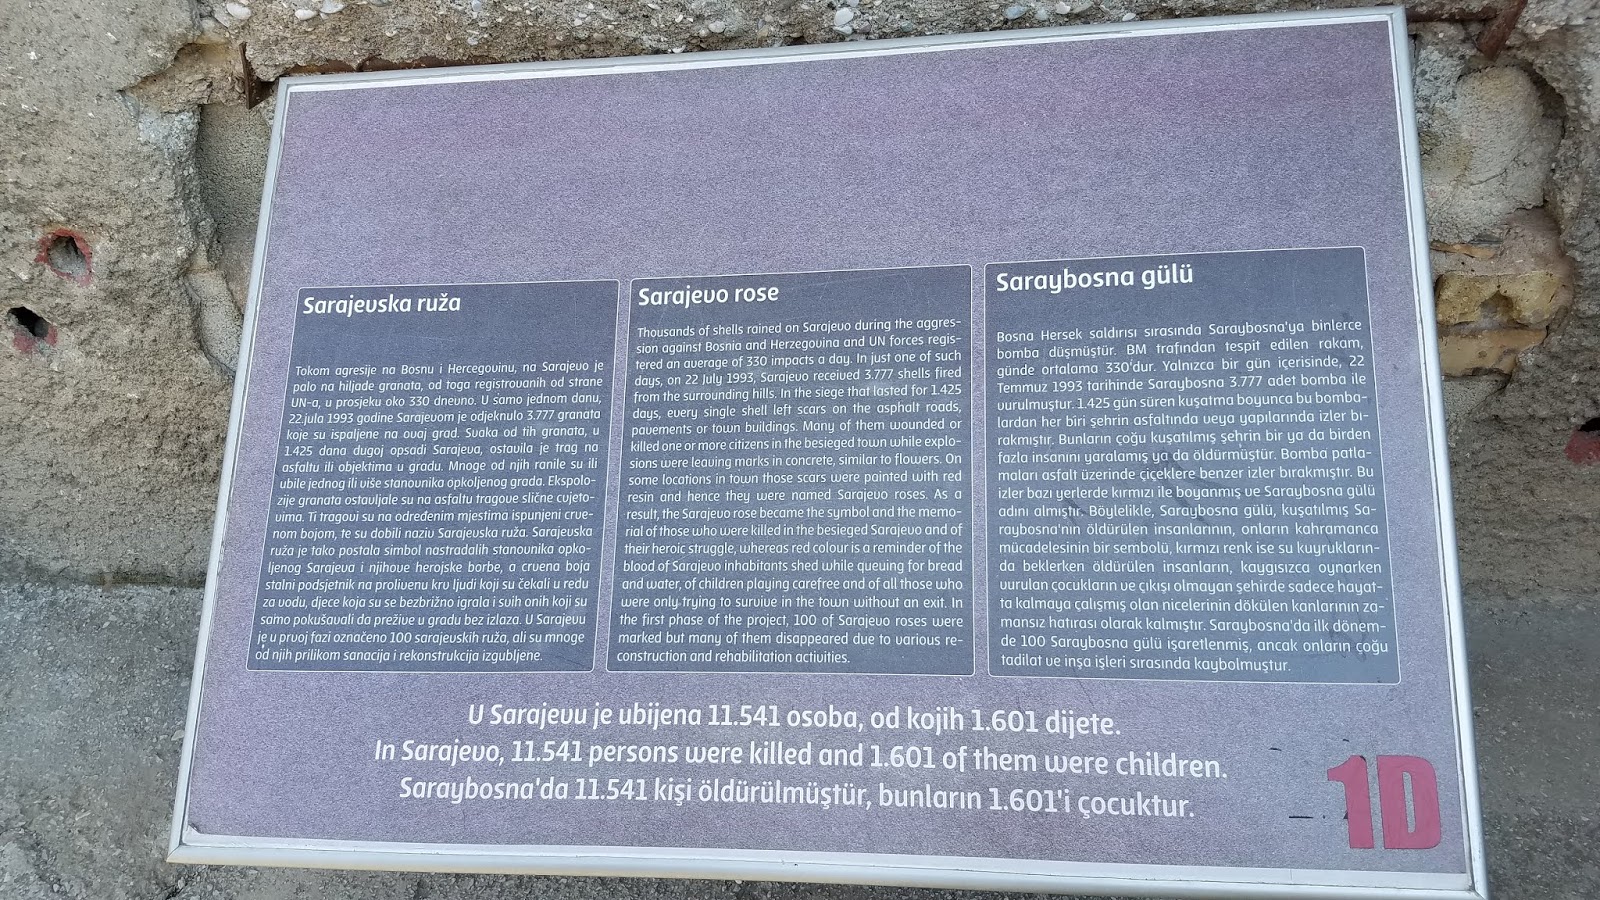 Sarajevska ruža
Tokom agresije na Bosnu i Hercegovinu, na Sarajevo je
palo na hiljade granata, od toga registrovanih od strane
UN-a, u prosjeku oko 330 dnevno. U samo jednom danu,
22.jula 1993 godine Sarajevom je odjeknulo 3.777 granata
koje su ispaljene na ovaj grad. Svaka od tih granata, u
1.425 dana dugoj opsadi Sarajeva, ostavila je trag na
asfaltu ili objektima u gradu. Mnoge od njih ranile su ili
ubile jednog ili više stanovnika opkoljenog grada. Ekspolo-
zije granata ostavljale su na asfaltu tragove slične cvjeto-
vima. Ti tragovi su na određenim mjestima ispunjeni crve-
nom bojom, te su dobili naziv Sarajevska ruža. Sarajevska
ruža je tako postala simbol nastradalih stanovnika opko-
ljenog Sarajeva i njihove herojske borbe, a crvena boja
stalni podsjetnik na prolivenu krv ljudi koji su čekali u redu
za vodu, djece koja su se bezbrižno igrala i svih onih koji su
samo pokušavali da prežive u gradu bez izlaza. U Sarajevu
je u prvoj fazi označeno 100 sarajevskih ruža, ali su mnoge
od njih prilikom sanacija i rekonstrukcija izgubljene.
Sarajevo rose
Thousands of shells rained on Sarajevo during the aggres-
sion against Bosnia and Herzegovina and UN forces regis-
tered an average of 330 impacts a day. In just one of such
days, on 22 July 1993, Sarajevo received 3.777 shells fired
from the surrounding hills. In the siege that lasted for 1.425
days, every single shell left scars on the asphalt roads,
pavements or town buildings. Many of them wounded or
killed one or more citizens in the besieged town while explo-
sions were leaving marks in concrete, similar to flowers. On
some locations in town those scars were painted with red
resin and hence they were named Sarajevo roses. As a
result, the Sarajevo rose became the symbol and the memo-
rial of those who were killed in the besieged Sarajevo and of
their heroic struggle, whereas red colour is a reminder of the
blood of Sarajevo inhabitants shed while queuing for bread
and water, of children playing carefree and of all those who
were only trying to survive in the town without an exit. In
the first phase of the project, 100 of Sarajevo roses were
marked but many of them disappeared due to various re-
construction and rehabilitation activities.
Saraybosna gülü
Bosna Hersek saldırısı sırasında Saraybosna'ya binlerce
bomba düşmüştür. BM trafından tespit edilen rakam,
günde ortalama 330'dur. Yalnızca bir gün içerisinde, 22
Temmuz 1993 tarihinde Saraybosna 3.777 adet bomba ile
vurulmuştur. 1.425 gün süren kuşatma boyunca bu bomba-
lardan her biri şehrin asfaltında veya yapılarında izler bı-
rakmıştır. Bunların çoğu kuşatılmış şehrin bir ya da birden
fazla insanını yaralamış ya da öldürmüştür. Bomba patla-
maları asfalt üzerinde çiçeklere benzer izler bırakmıştır. Bu
izler bazı yerlerde kırmızı ile boyanmış ve Saraybosna gülü
adını almıştır. Böylelikle, Saraybosna gülü, kuşatılmış Sa-
raybosna'nın öldürülen insanlarının, onların kahramanca
mücadelesinin bir sembolü, kırmızı renk ise su kuyrukların-
da beklerken öldürülen insanların, kaygısızca oynarken
vurulan çocukların ve çıkışı olmayan şehirde sadece hayat-
ta kalmaya çalışmış olan nicelerinin dökülen kanlarının za-
mansız hatırası olarak kalmıştır. Saraybosna'da ilk dönem-
de 100 Saraybosna gülü işaretlenmiş, ancak onların çoğu
tadilat ve inşa işleri sırasında kaybolmuştur.
U Sarajevu je ubijena 11.541 osoba, od kojih 1.601 dijete.
In Sarajevo, 11.541 persons were killed and 1.601 of them were children.
Saraybosna'da 11.541 kişi öldürülmüştür, bunların 1.601'i çocuktur.
1D